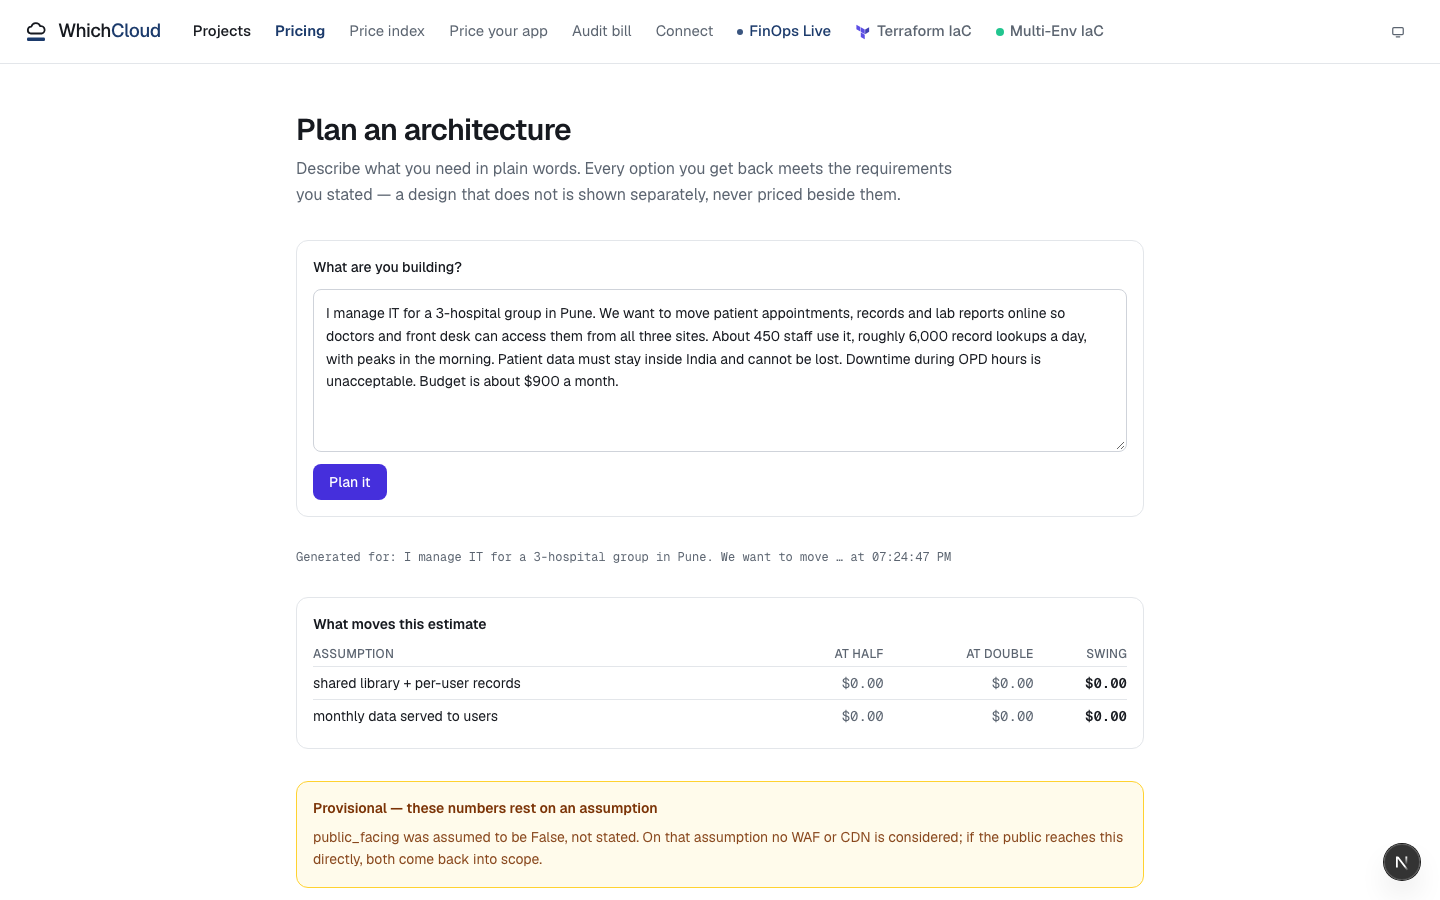 WhichCloud Projects Pricing Price index Price your app Audit bill Connect FinOps Live Terraform IaC Multi-Env IaC
Plan an architecture
Describe what you need in plain words. Every option you get back meets the requirements
you stated — a design that does not is shown separately, never priced beside them.
What are you building?
I manage IT for a 3-hospital group in Pune. We want to move patient appointments, records and lab reports online so
doctors and front desk can access them from all three sites. About 450 staff use it, roughly 6,000 record lookups a day,
with peaks in the morning. Patient data must stay inside India and cannot be lost. Downtime during OPD hours is
unacceptable. Budget is about $900 a month.
Plan it
Generated for: I manage IT for a 3-hospital group in Pune. We want to move … at 07:24:47 PM
What moves this estimate
ASSUMPTION AT HALF AT DOUBLE SWING
shared library + per-user records $0.00 $0.00 $0.00
monthly data served to users $0.00 $0.00 $0.00
Provisional — these numbers rest on an assumption
public_facing was assumed to be False, not stated. On that assumption no WAF or CDN is considered; if the public reaches this
directly, both come back into scope.
N